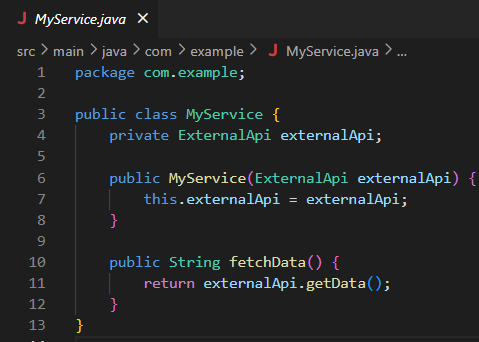 J MyService.java ×
src > main > java > com > example > J MyService.java > ...
1 package com.example;
2
3 public class MyService {
4     private ExternalApi externalApi;
5
6     public MyService(ExternalApi externalApi) {
7         this.externalApi = externalApi;
8     }
9
10     public String fetchData() {
11         return externalApi.getData();
12     }
13 }